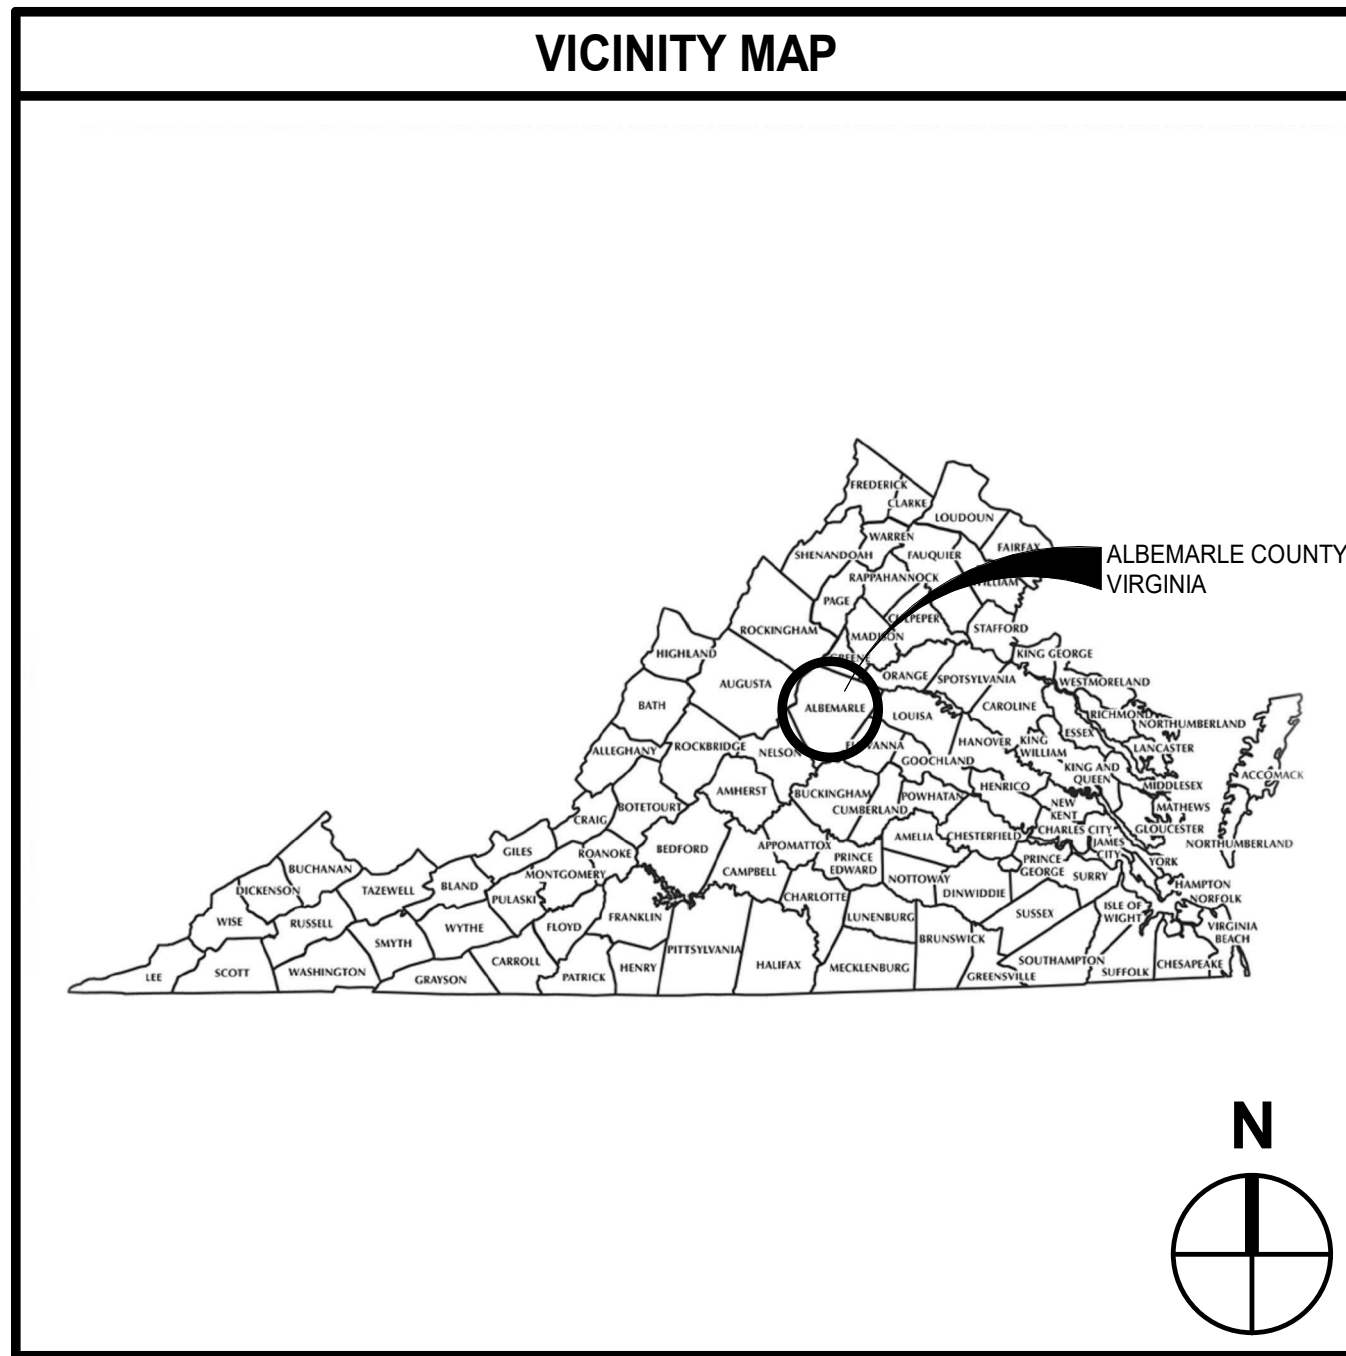 VICINITY MAP
FREDERICK
CLARKE
LOUDOUN
WARREN
FAIRFAX
SHENANDOAH
FAUQUIER
ALBEMARLE COUNTY
VIRGINIA
RAPPAHANNOCK
PAGE
CULPEPER
STAFFORD
ROCKINGHAM
MADISON
HIGHLAND
GREENE
KING GEORGE
ORANGE
SPOTSYLVANIA
WESTMORELAND
AUGUSTA
BATH
ALBEMARLE
LOUISA
CAROLINE
RICHMOND
NORTHUMBERLAND
ESSEX
ALLEGHANY
ROCKBRIDGE
NELSON
FLUVANNA
HANOVER
KING
WILLIAM
LANCASTER
GOOCHLAND
KING AND
QUEEN
ACCOMACK
AMHERST
BUCKINGHAM
POWHATAN
HENRICO
MIDDLESEX
BOTETOURT
CUMBERLAND
NEW
KENT
MATHEWS
CRAIG
CHARLES CITY
GLOUCESTER
AMELIA
CHESTERFIELD
JAMES
CITY
NORTHUMBERLAND
GILES
ROANOKE
BEDFORD
APPOMATTOX
PRINCE
EDWARD
PRINCE
GEORGE
YORK
BUCHANAN
MONTGOMERY
CAMPBELL
NOTTOWAY
SURRY
HAMPTON
DICKENSON
TAZEWELL
BLAND
PULASKI
CHARLOTTE
DINWIDDIE
NORFOLK
WISE
RUSSELL
WYTHE
FLOYD
FRANKLIN
LUNENBURG
SUSSEX
ISLE OF
WIGHT
VIRGINIA
BEACH
SMYTH
PITTSYLVANIA
BRUNSWICK
LEE
SCOTT
WASHINGTON
GRAYSON
CARROLL
PATRICK
HENRY
HALIFAX
MECKLENBURG
GREENSVILLE
SOUTHAMPTON
SUFFOLK
CHESAPEAKE
N